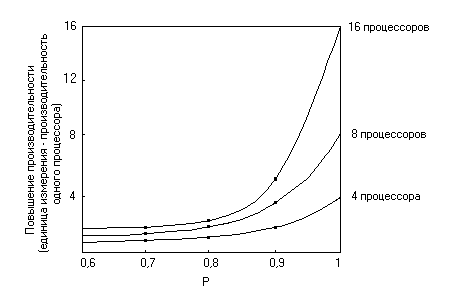 Повышение производительности
(единица измерения - производительность
одного процессора)
16
12
8
4
16 процессоров
8 процессоров
4 процессора
0,6
0,7
0,8
0,9
1
P